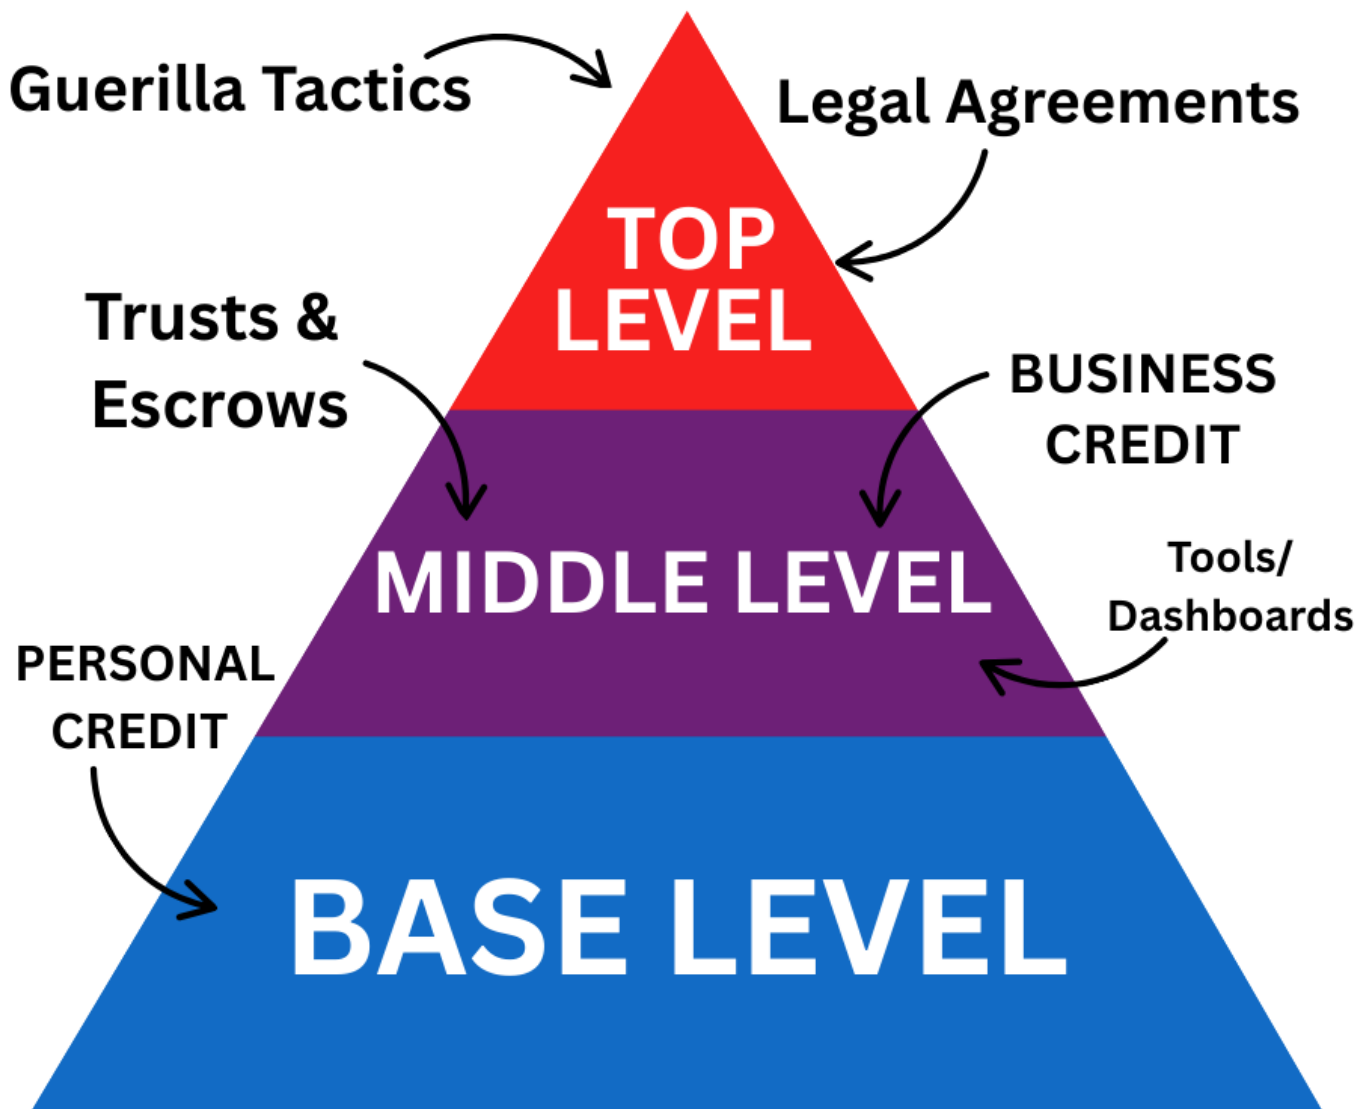 Guerilla Tactics
Legal Agreements
TOP
LEVEL
Trusts &
Escrows
BUSINESS
CREDIT
MIDDLE LEVEL
Tools/
Dashboards
PERSONAL
CREDIT
BASE LEVEL